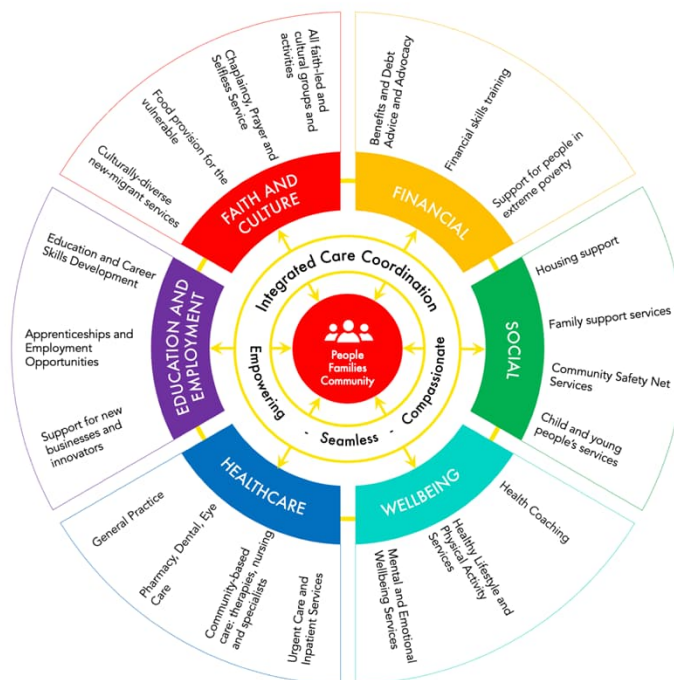 All faith-led and
cultural groups and
activities
Chaplaincy, Prayer and
Selfless Service
Food provision for the
vulnerable
Culturally-diverse
new-migrant services
FAITH AND
CULTURE
Benefits and Debt
Advice and Advocacy
Financial skills training
Support for people in
extreme poverty
FINANCIAL
Housing support
Family support services
Community Safety Net
Services
Child and young
people's services
SOCIAL
Health Coaching
Healthy Lifestyle and
Physical Activity
Services
Mental and Emotional
Wellbeing Services
WELLBEING
Urgent Care and
Inpatient Services
Community-based
care: therapies, nursing
and specialists
Pharmacy, Dental, Eye
Care
General Practice
HEALTHCARE
Support for new
businesses and
innovators
Apprenticeships and
Employment
Opportunities
Education and Career
Skills Development
EDUCATION AND
EMPLOYMENT
Integrated Care Coordination
Empowering - Seamless - Compassionate
People
Families
Community